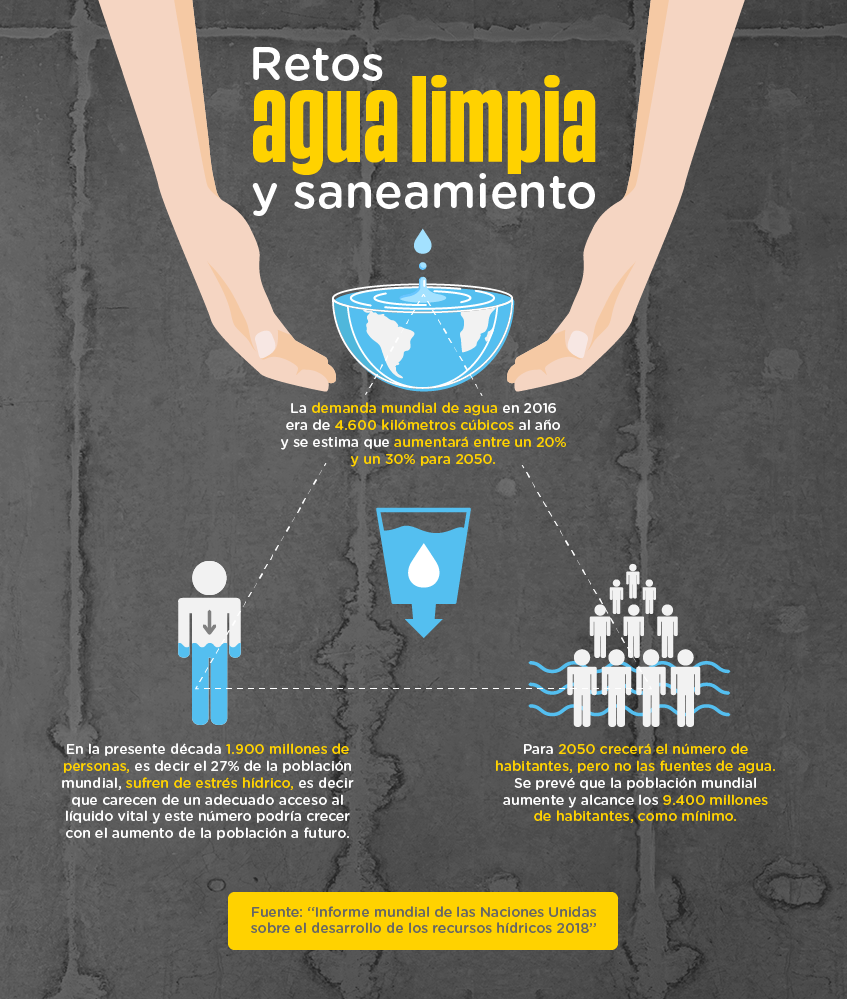 Retos
agua limpia
y saneamiento
La demanda mundial de agua en 2016
era de 4.600 kilómetros cúbicos al año
y se estima que aumentará entre un 20%
y un 30% para 2050.
En la presente década 1.900 millones de
personas, es decir el 27% de la población
mundial, sufren de estrés hídrico, es decir
que carecen de un adecuado acceso al
líquido vital y este número podría crecer
con el aumento de la población a futuro.
Para 2050 crecerá el número de
habitantes, pero no las fuentes de agua.
Se prevé que la población mundial
aumente y alcance los 9.400 millones
de habitantes, como mínimo.
Fuente: “Informe mundial de las Naciones Unidas
sobre el desarrollo de los recursos hídricos 2018”